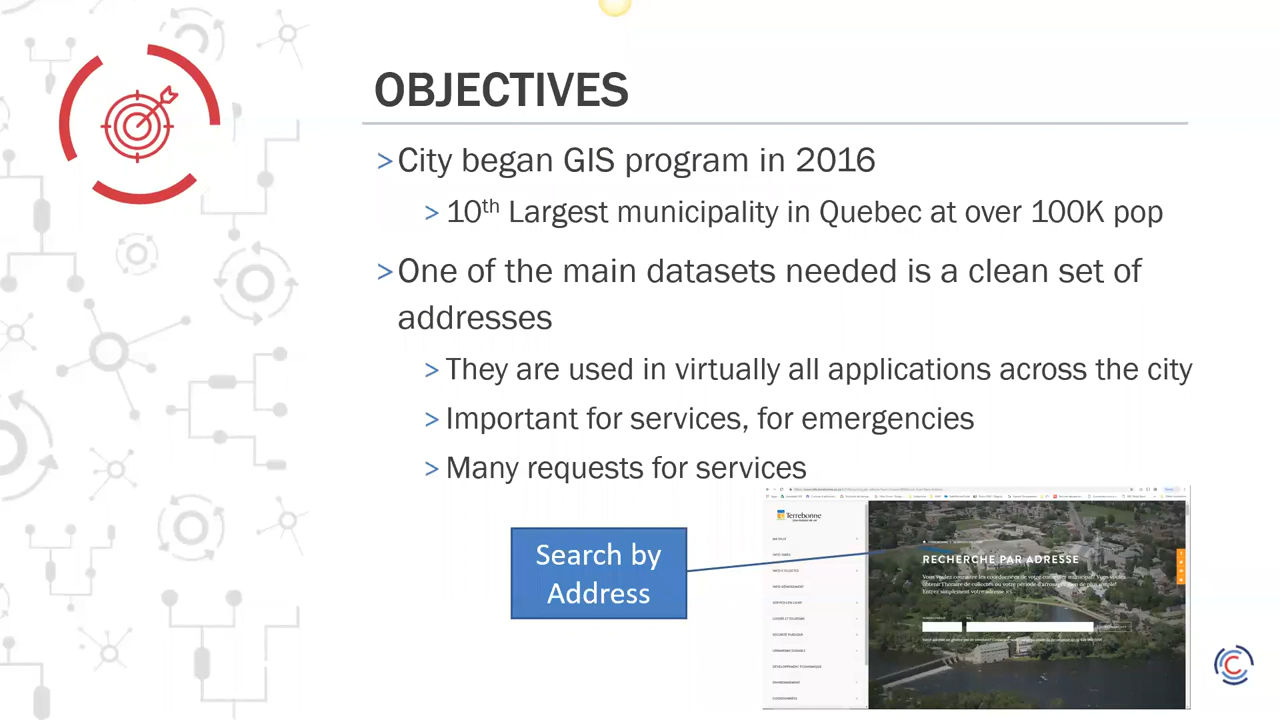 OBJECTIVES
>City began GIS program in 2016
> 10th Largest municipality in Quebec at over 100K pop
>One of the main datasets needed is a clean set of
addresses
> They are used in virtually all applications across the city
> Important for services, for emergencies
> Many requests for services
Search by
Address
Terrebonne
RECHERCHE PAR ADRESSE
C